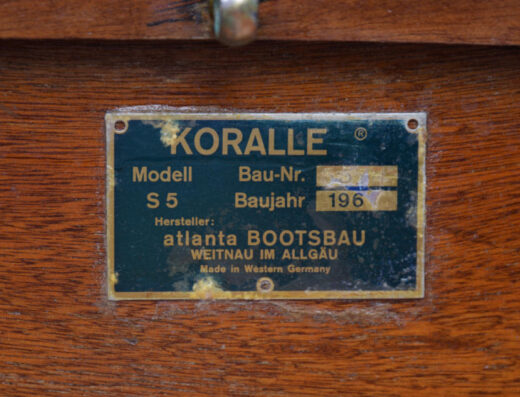 KORALLE ®
Modell Bau-Nr.
S 5 Baujahr 196
Hersteller:
atlanta BOOTSBAU
WEITNAU IM ALLGÄU
Made in Western Germany